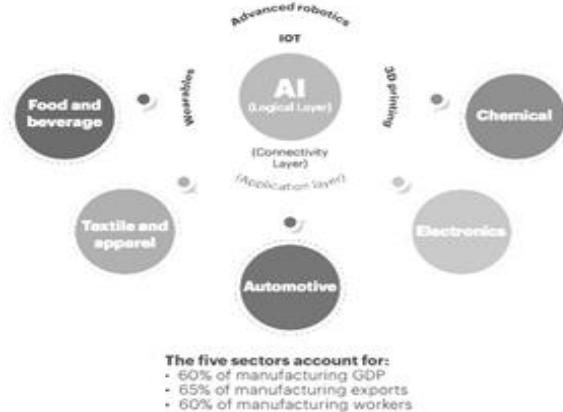 Advanced robotics
IOT
Wearables
3D printing
AI
(Logical Layer)
(Connectivity
Layer)
(Application layer)
Food and
beverage
Chemical
Textile and
apparel
Electronics
Automotive
The five sectors account for:
• 60% of manufacturing GDP
• 65% of manufacturing exports
• 60% of manufacturing workers